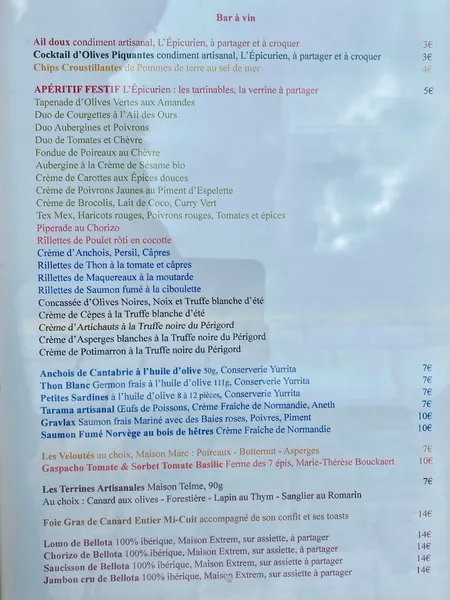 Bar à vin
Ail doux condiment artisanal, L'Épicurien, à partager et à croquer 3€
Cocktail d'Olives Piquantes condiment artisanal, L'Épicurien, à partager et à croquer 3€
Chips Croustillantes de Pommes de terre au sel de mer 4€
APÉRITIF FESTIF L'Épicurien : les tartinables, la verrine à partager 5€
Tapenade d'Olives Vertes aux Amandes
Duo de Courgettes à l'Ail des Ours
Duo Aubergines et Poivrons
Duo de Tomates et Chèvre
Fondue de Poireaux au Chèvre
Aubergine à la Crème de Sésame bio
Crème de Carottes aux Épices douces
Crème de Poivrons Jaunes au Piment d'Espelette
Crème de Brocolis, Lait de Coco, Curry Vert
Tex Mex, Haricots rouges, Poivrons rouges, Tomates et épices
Piperade au Chorizo
Rillettes de Poulet rôti en cocotte
Crème d'Anchois, Persil, Câpres
Rillettes de Thon à la tomate et câpres
Rillettes de Maquereaux à la moutarde
Rillettes de Saumon fumé à la ciboulette
Concassée d'Olives Noires, Noix et Truffe blanche d'été
Crème de Cèpes à la Truffe blanche d'été
Crème d'Artichauts à la Truffe noire du Périgord
Crème d'Asperges blanches à la Truffe noire du Périgord
Crème de Potimarron à la Truffe noire du Périgord
Anchois de Cantabrie à l'huile d'olive 50g, Conserverie Yurrita 7€
Thon Blanc Germon frais à l'huile d'olive 111g, Conserverie Yurrita 7€
Petites Sardines à l'huile d'olive 8 à 12 pièces, Conserverie Yurrita 7€
Tarama artisanal Œufs de Poissons, Crème Fraîche de Normandie, Aneth 7€
Gravlax Saumon frais Mariné avec des Baies roses, Poivres, Piment 10€
Saumon Fumé Norvège au bois de hêtres Crème Fraîche de Normandie 10€
Les Veloutés au choix, Maison Marc : Poireaux - Butternut - Asperges 7€
Gaspacho Tomate & Sorbet Tomate Basilic Ferme des 7 épis, Marie-Thérèse Bouckaert 10€
Les Terrines Artisanales Maison Telme, 90g 7€
Au choix : Canard aux olives - Forestière - Lapin au Thym - Sanglier au Romarin
Foie Gras de Canard Entier Mi-Cuit accompagné de son confit et ses toasts 14€
Lomo de Bellota 100% ibérique, Maison Extrem, sur assiette, à partager 14€
Chorizo de Bellota 100% ibérique, Maison Extrem, sur assiette à partager 14€
Saucisson de Bellota 100% ibérique, Maison Extrem, sur assiette à partager 14€
Jambon cru de Bellota 100% ibérique, Maison Extrem, sur assiette à partager 14€